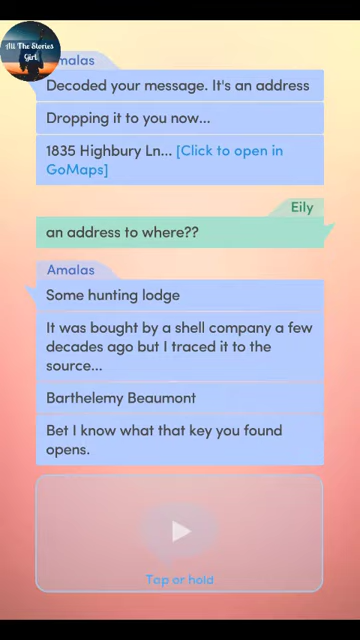 All The Stories
Girl
Amalas
Decoded your message. It's an address
Dropping it to you now...
1835 Highbury Ln... [Click to open in
GoMaps]
Eily
an address to where??
Amalas
Some hunting lodge
It was bought by a shell company a few
decades ago but I traced it to the
source...
Barthelemy Beaumont
Bet I know what that key you found
opens.
Tap or hold